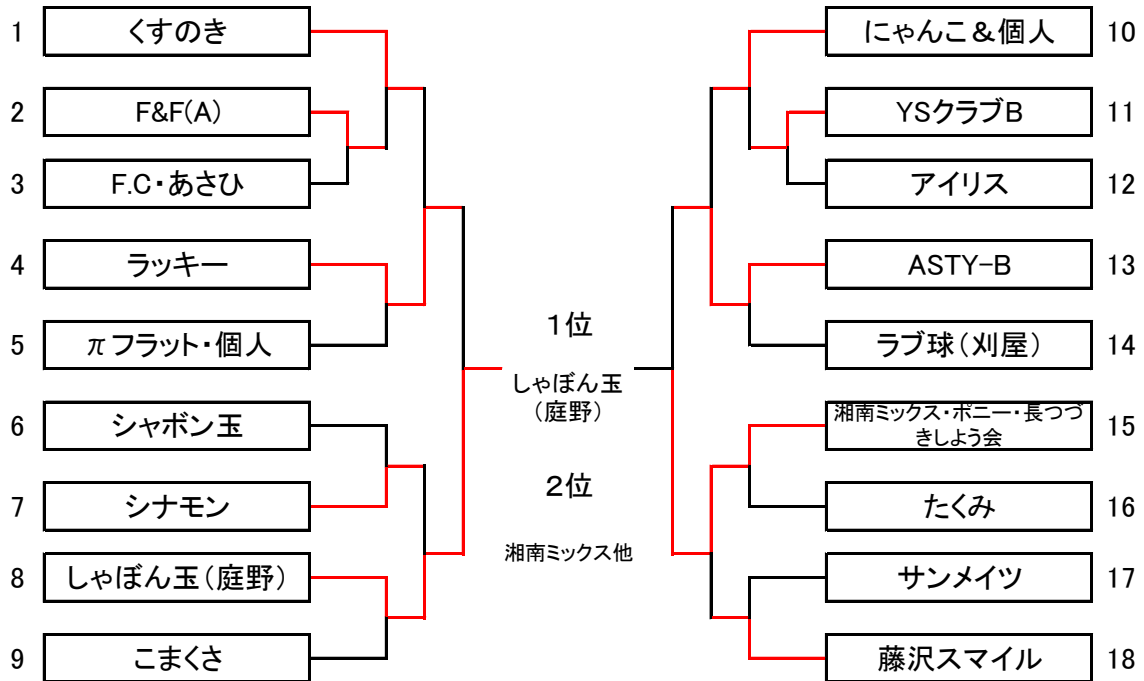 1 くすのき
2 F&F(A)
3 F.C・あさひ
4 ラッキー
5 πフラット・個人
6 シャボン玉
7 シナモン
8 しゃぼん玉(庭野)
9 こまくさ
1位
しゃぼん玉
(庭野)
2位
湘南ミックス他
にゃんこ&個人 10
YSクラブB 11
アイリス 12
ASTY-B 13
ラブ球(刈屋) 14
湘南ミックス・ポニー・長つづ
きしよう会 15
たくみ 16
サンメイツ 17
藤沢スマイル 18